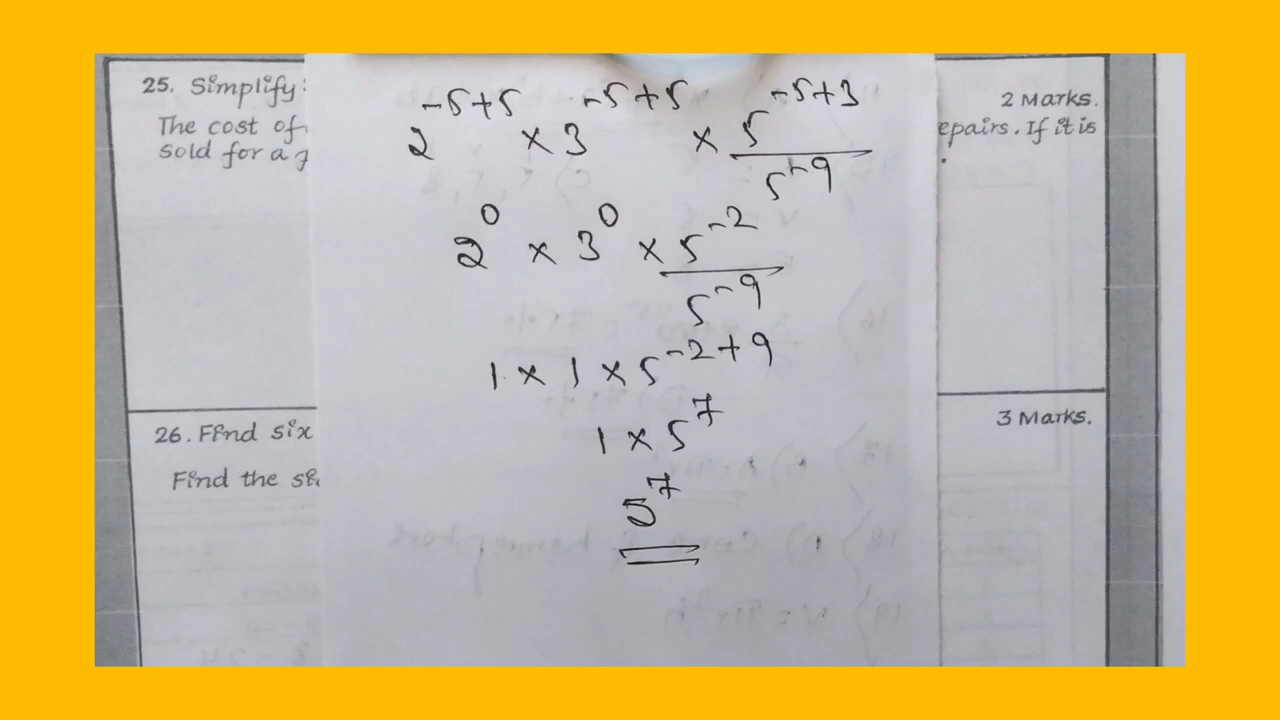 25. Simplify:
2 Marks.
The cost of
epairs. If it is
sold for a
26. Find six
3 Marks.
Find the
2^-5+5 × 3^-5+5 × 5^-5+3 / 5^-9
2^0 × 3^0 × 5^-2 / 5^-9
1 × 1 × 5^-2+9
1 × 5^7
5^7